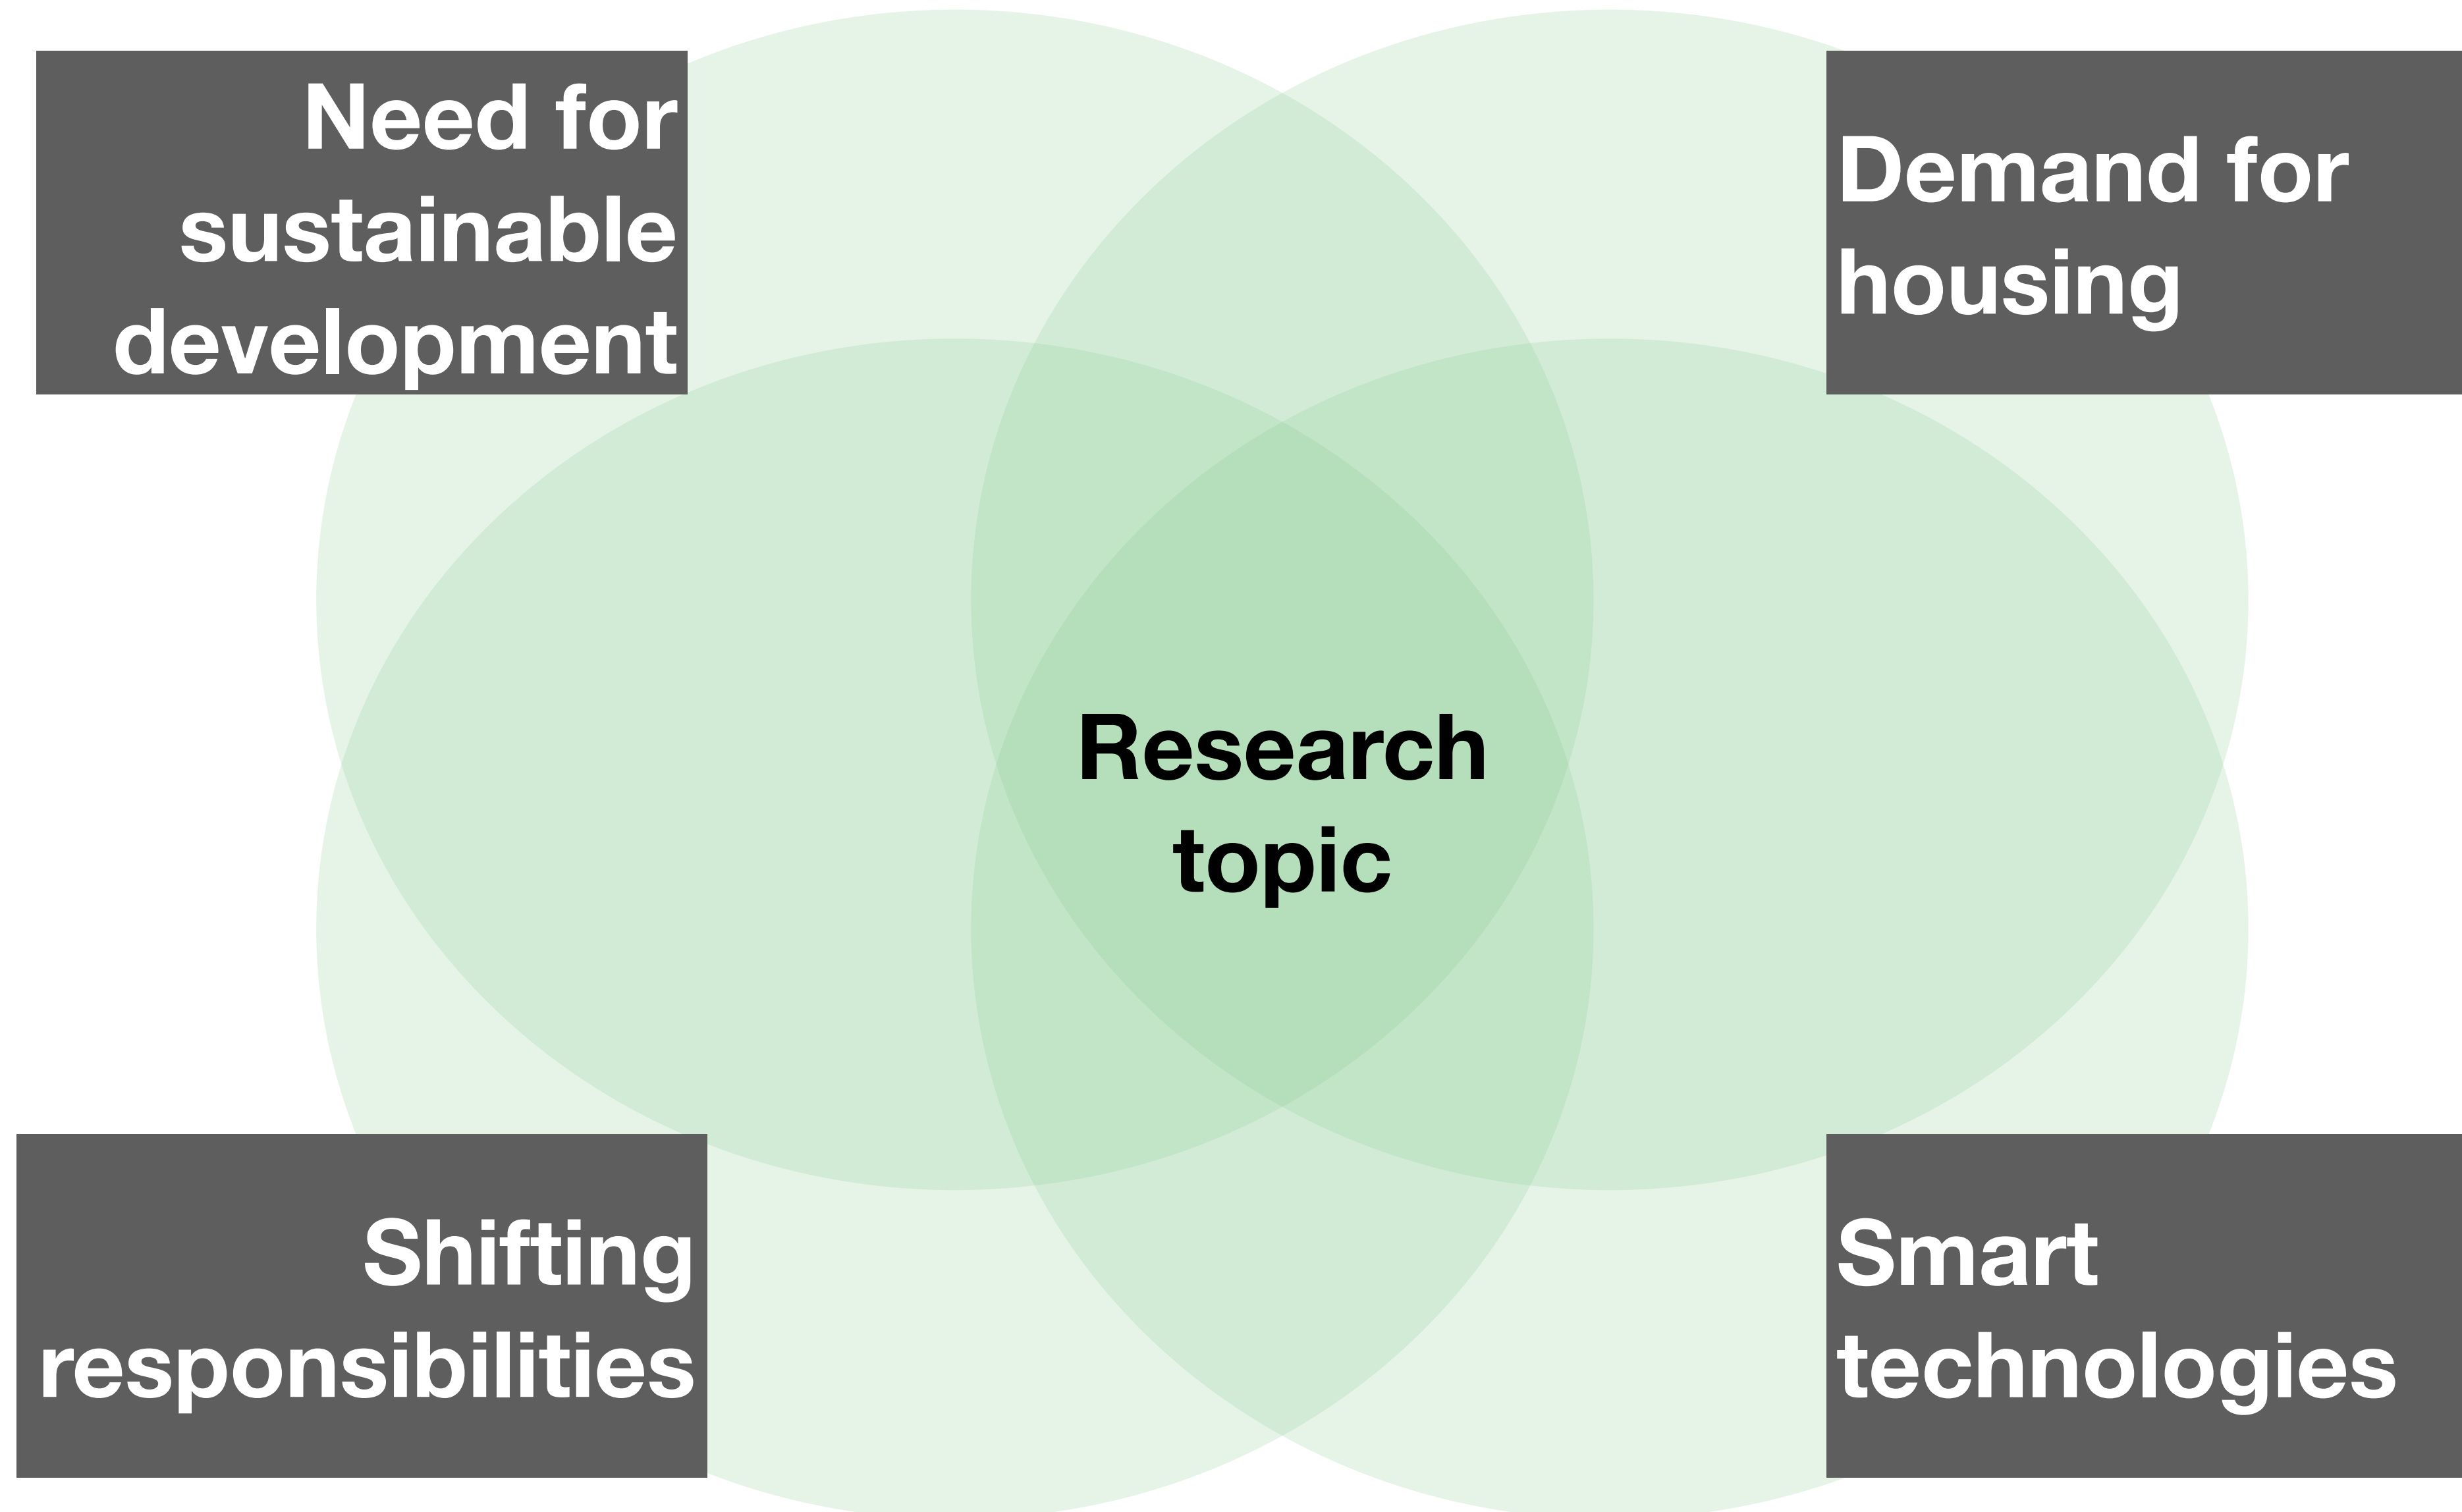 Need for
sustainable
development
Demand for
housing
Research
topic
Shifting
responsibilities
Smart
technologies